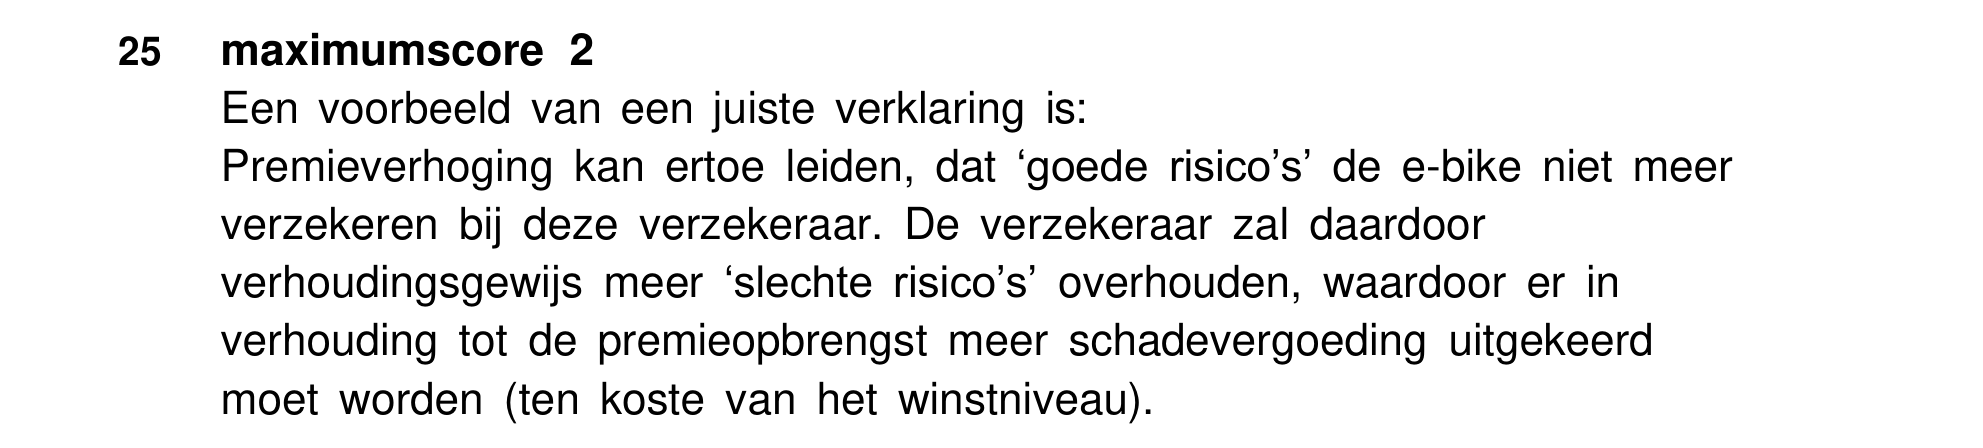 25 maximumscore 2
Een voorbeeld van een juiste verklaring is:
Premieverhoging kan ertoe leiden, dat ‘goede risico’s’ de e-bike niet meer
verzekeren bij deze verzekeraar. De verzekeraar zal daardoor
verhoudingsgewijs meer ‘slechte risico’s’ overhouden, waardoor er in
verhouding tot de premieopbrengst meer schadevergoeding uitgekeerd
moet worden (ten koste van het winstniveau).